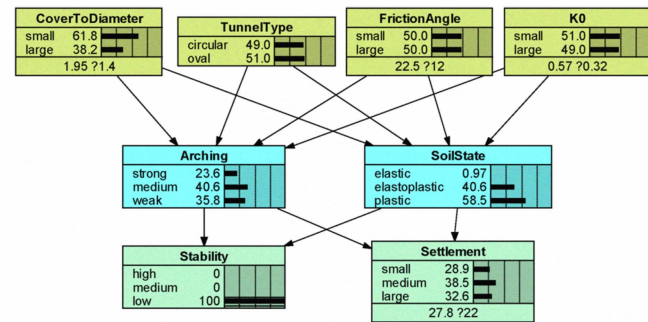 CoverToDiameter
small 61.8
large 38.2
1.95 ?1.4
TunnelType
circular 49.0
oval 51.0
FrictionAngle
small 50.0
large 50.0
22.5 ?12
K0
small 51.0
large 49.0
0.57 ?0.32
Arching
strong 23.6
medium 40.6
weak 35.8
SoilState
elastic 0.97
elastoplastic 40.6
plastic 58.5
Stability
high 0
medium 0
low 100
Settlement
small 28.9
medium 38.5
large 32.6
27.8 ?22